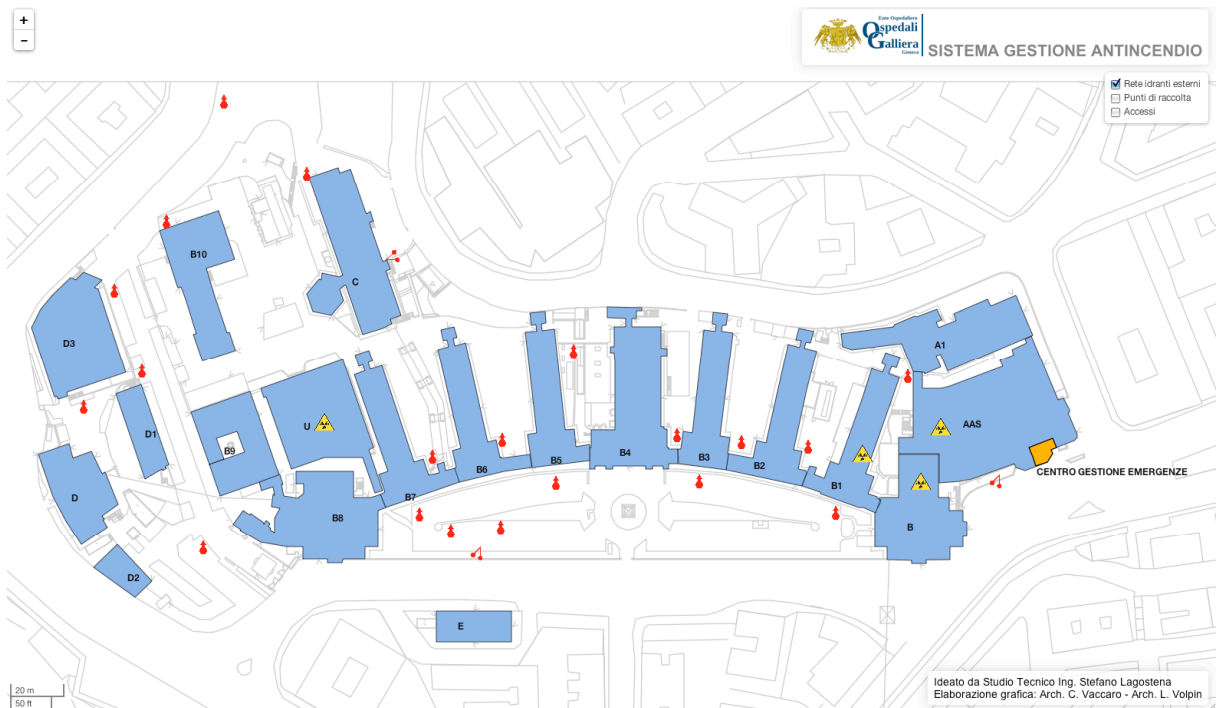 +
-
Ente Ospedaliero
Ospedali
Galliera
Genova
SISTEMA GESTIONE ANTINCENDIO
Rete idranti esterni
Punti di raccolta
Accessi
B10
C
D3
A1
D1
U
AAS
B9
B6
B5
B4
B3
B2
CENTRO GESTIONE EMERGENZE
D
B7
B1
B8
B
D2
E
20 m
50 ft
Ideato da Studio Tecnico Ing. Stefano Lagostena
Elaborazione grafica: Arch. C. Vaccaro - Arch. L. Volpin